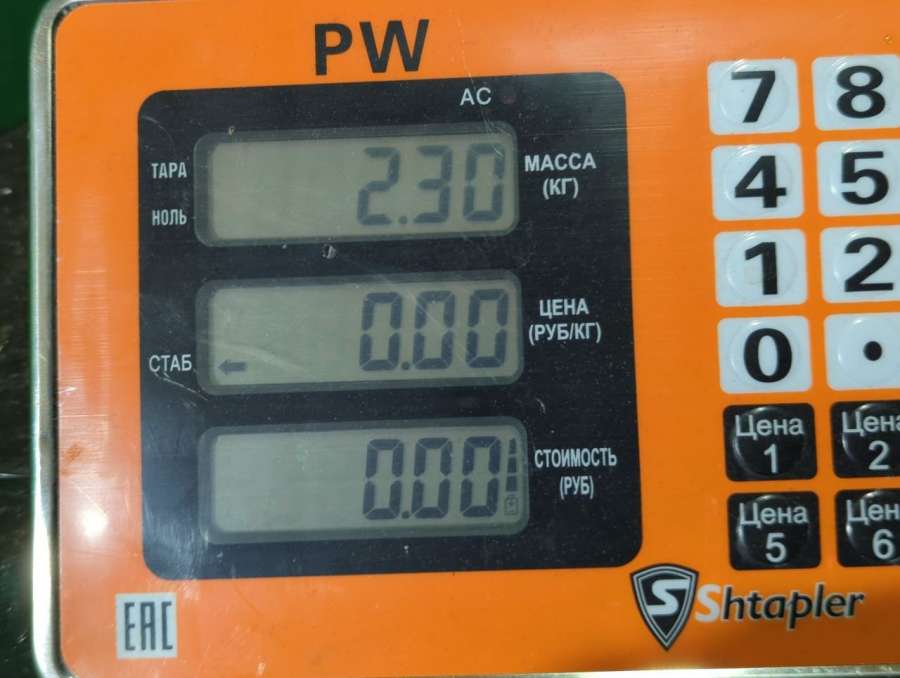 PW
AC
ТАРА
НОЛЬ
2.30
МАССА
(КГ)
СТАБ
0.00
ЦЕНА
(РУБ/КГ)
0.00
СТОИМОСТЬ
(РУБ)
7 8
4 5
1 2
0 .
Цена
1
Цена
2
Цена
5
Цен
6
EAC
S Shtapler